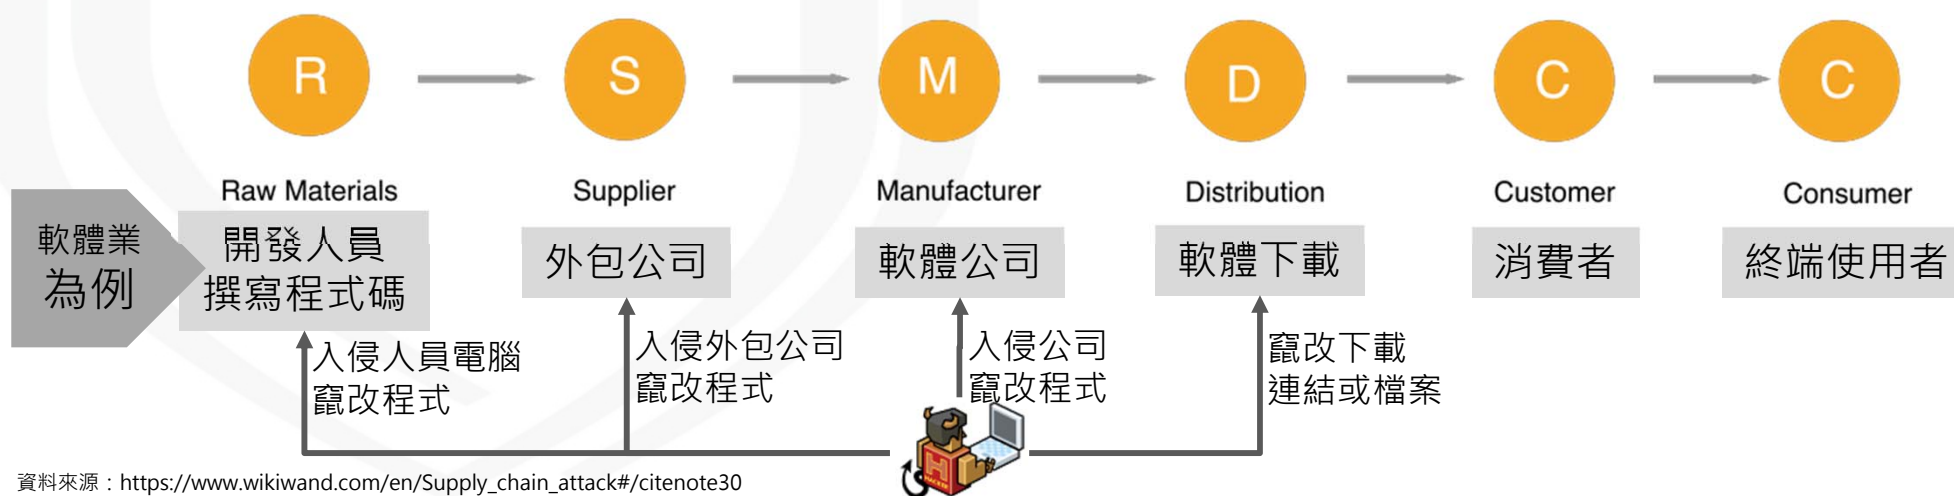 R
S
M
D
C
C
Raw Materials
Supplier
Manufacturer
Distribution
Customer
Consumer
軟體業
為例
開發人員
撰寫程式碼
外包公司
軟體公司
軟體下載
消費者
終端使用者
入侵人員電腦
竄改程式
入侵外包公司
竄改程式
入侵公司
竄改程式
竄改下載
連結或檔案
H
資料來源：https://www.wikiwand.com/en/Supply_chain_attack#/citenote30